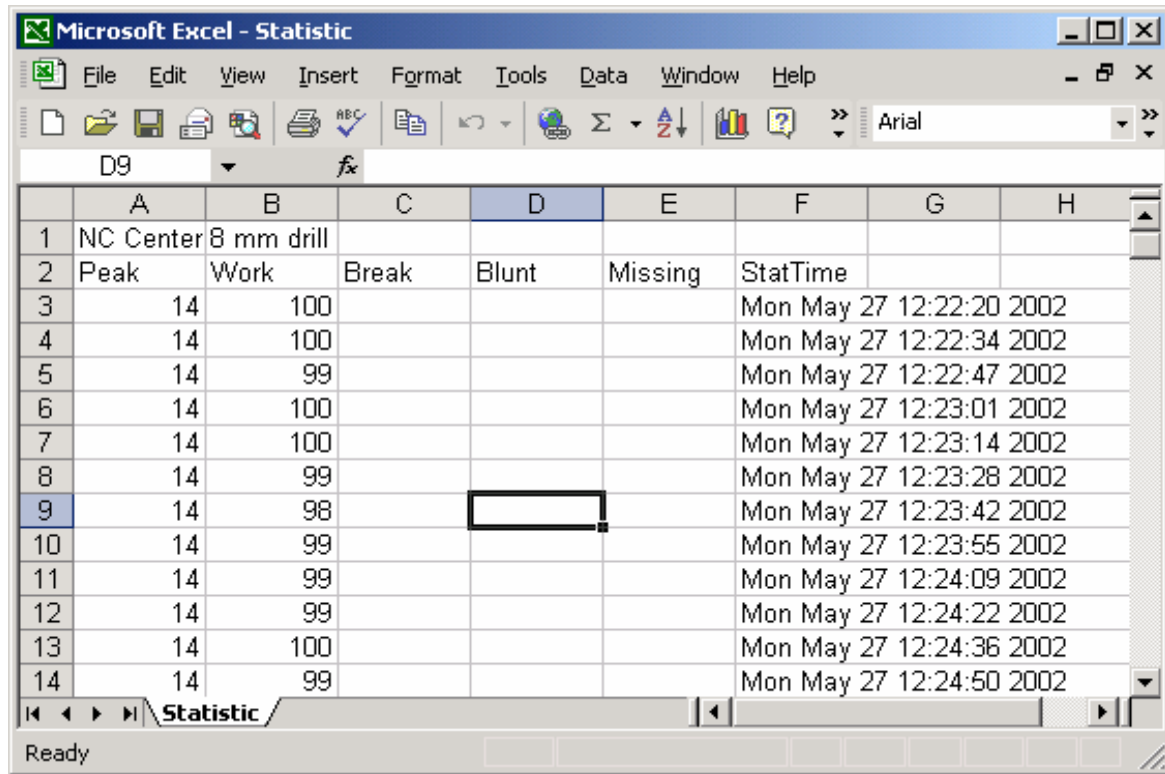 Microsoft Excel - Statistic
File Edit View Insert Format Tools Data Window Help
ABC Σ A Z ? » Arial »
D9 fx
A B C D E F G H
1 NC Center 8 mm drill
2 Peak Work Break Blunt Missing StatTime
3 14 100 Mon May 27 12:22:20 2002
4 14 100 Mon May 27 12:22:34 2002
5 14 99 Mon May 27 12:22:47 2002
6 14 100 Mon May 27 12:23:01 2002
7 14 100 Mon May 27 12:23:14 2002
8 14 99 Mon May 27 12:23:28 2002
9 14 98 Mon May 27 12:23:42 2002
10 14 99 Mon May 27 12:23:55 2002
11 14 99 Mon May 27 12:24:09 2002
12 14 99 Mon May 27 12:24:22 2002
13 14 100 Mon May 27 12:24:36 2002
14 14 99 Mon May 27 12:24:50 2002
Statistic
Ready